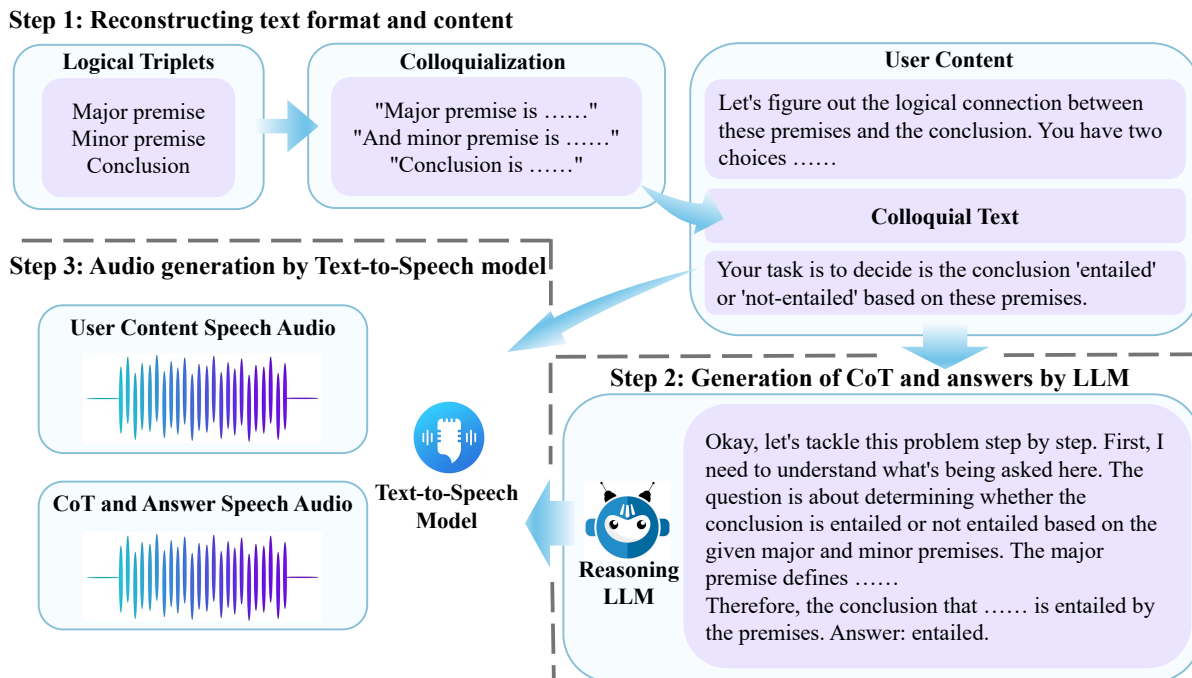 Step 1: Reconstructing text format and content
Logical Triplets
Major premise
Minor premise
Conclusion
Colloquialization
"Major premise is ……"
"And minor premise is ……"
"Conclusion is ……"
User Content
Let's figure out the logical connection between
these premises and the conclusion. You have two
choices ……
Colloquial Text
Your task is to decide is the conclusion 'entailed'
or 'not-entailed' based on these premises.
Step 3: Audio generation by Text-to-Speech model
User Content Speech Audio
CoT and Answer Speech Audio
Text-to-Speech
Model
Step 2: Generation of CoT and answers by LLM
Reasoning
LLM
Okay, let's tackle this problem step by step. First, I
need to understand what's being asked here. The
question is about determining whether the
conclusion is entailed or not entailed based on the
given major and minor premises. The major
premise defines ……
Therefore, the conclusion that …… is entailed by
the premises. Answer: entailed.